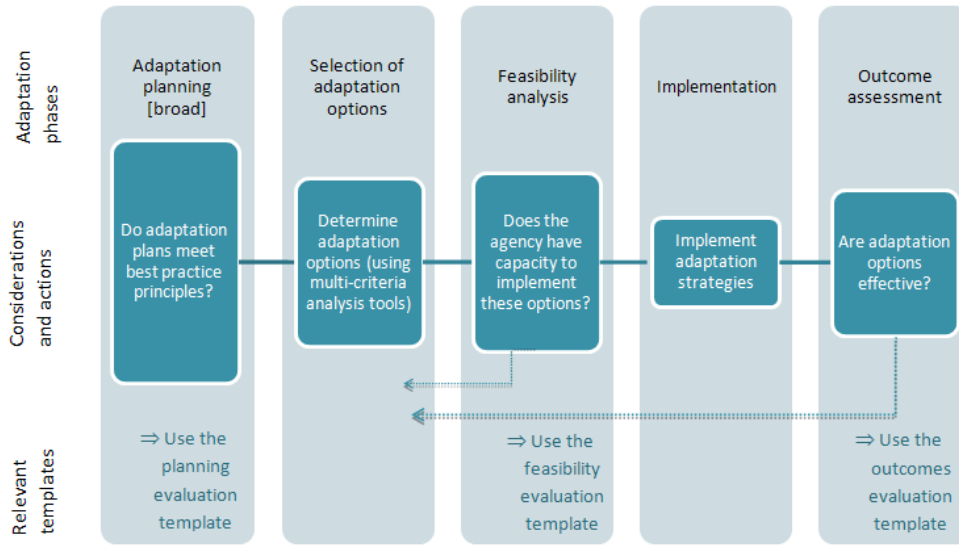 Adaptation
phases
Adaptation
planning
[broad]
Selection of
adaptation
options
Feasibility
analysis
Implementation
Outcome
assessment
Considerations
and actions
Do adaptation
plans meet
best practice
principles?
Determine
adaptation
options (using
multi-criteria
analysis tools)
Does the
agency have
capacity to
implement
these options?
Implement
adaptation
strategies
Are adaptation
options
effective?
Relevant
templates
⇒ Use the
planning
evaluation
template
⇒ Use the
feasibility
evaluation
template
⇒ Use the
outcomes
evaluation
template